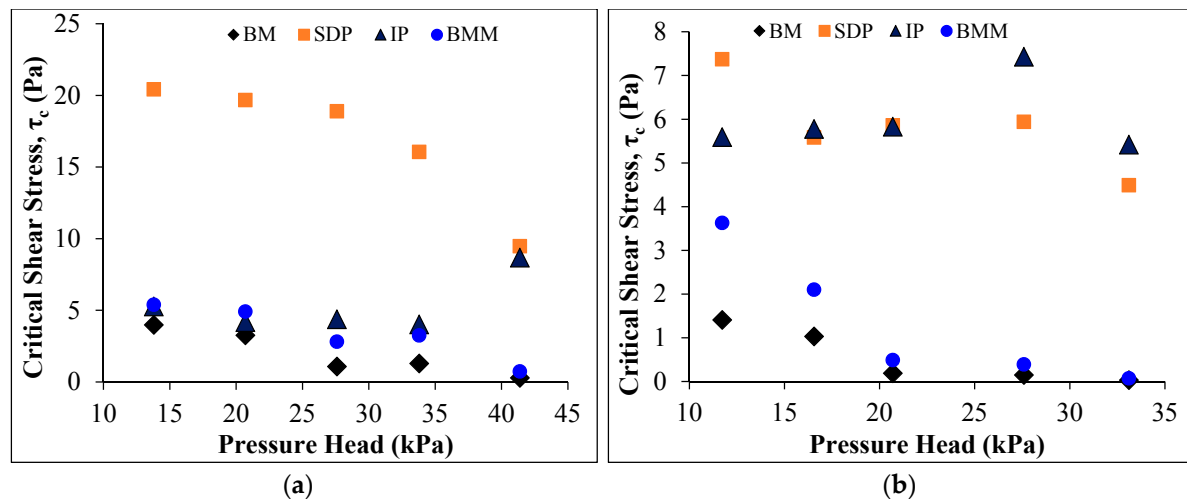 BM SDP IP BMM
25
20
15
10
5
0
Critical Shear Stress, τc (Pa)
10 15 20 25 30 35 40 45
Pressure Head (kPa)
(a)
BM SDP IP BMM
8
7
6
5
4
3
2
1
0
Critical Shear Stress, τc (Pa)
10 15 20 25 30 35
Pressure Head (kPa)
(b)